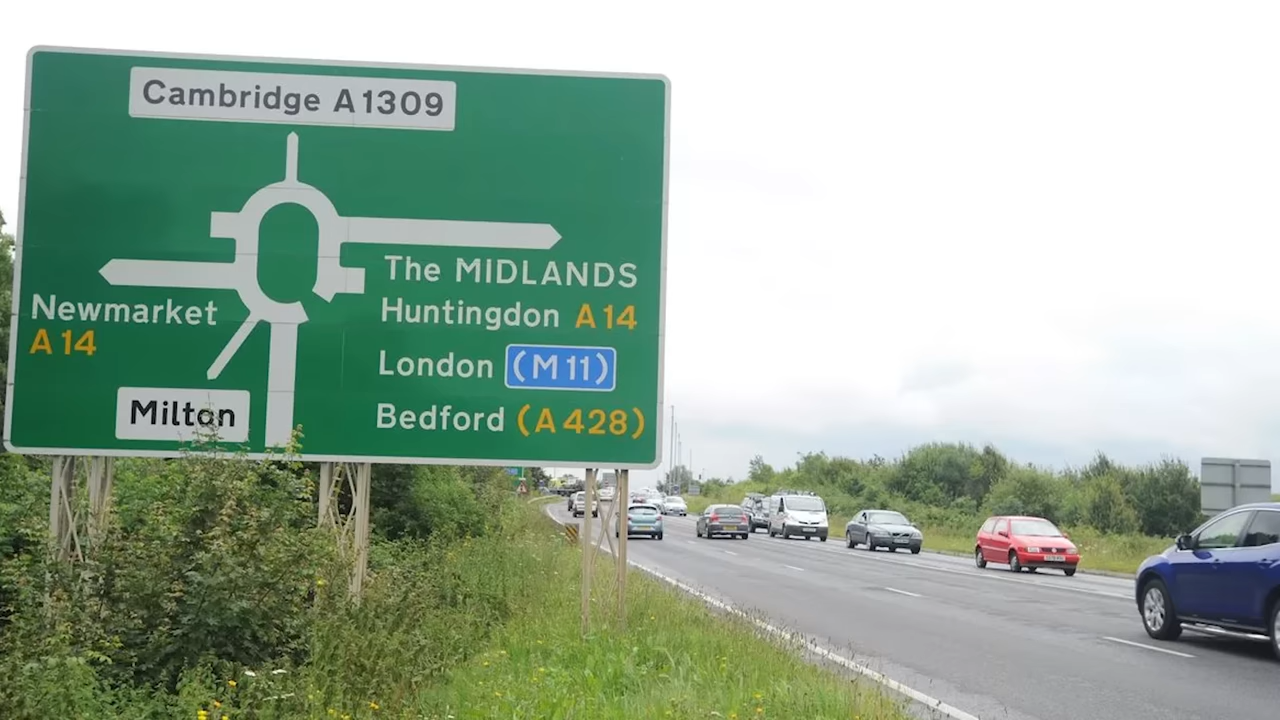 Cambridge A1309
The MIDLANDS
Huntingdon A14
London (M11)
Bedford (A428)
Newmarket
A14
Milton